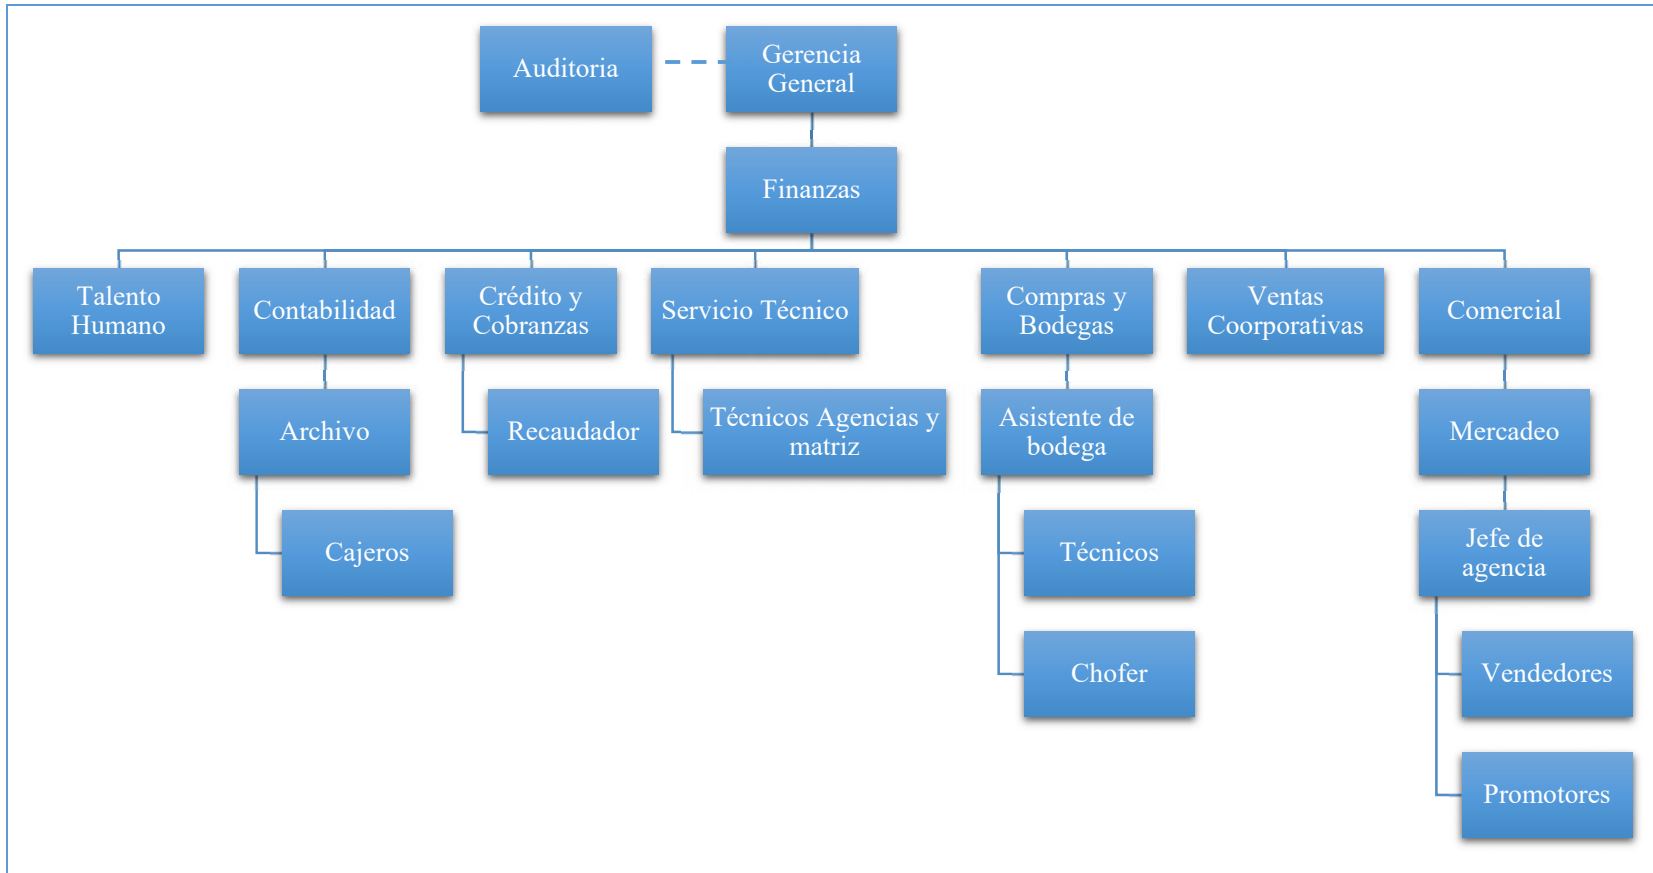 Auditoria
Gerencia
General
Finanzas
Talento
Humano
Contabilidad
Crédito y
Cobranzas
Servicio Técnico
Compras y
Bodegas
Ventas
Coorporativas
Comercial
Archivo
Recaudador
Técnicos Agencias y
matriz
Asistente de
bodega
Mercadeo
Cajeros
Técnicos
Jefe de
agencia
Chofer
Vendedores
Promotores